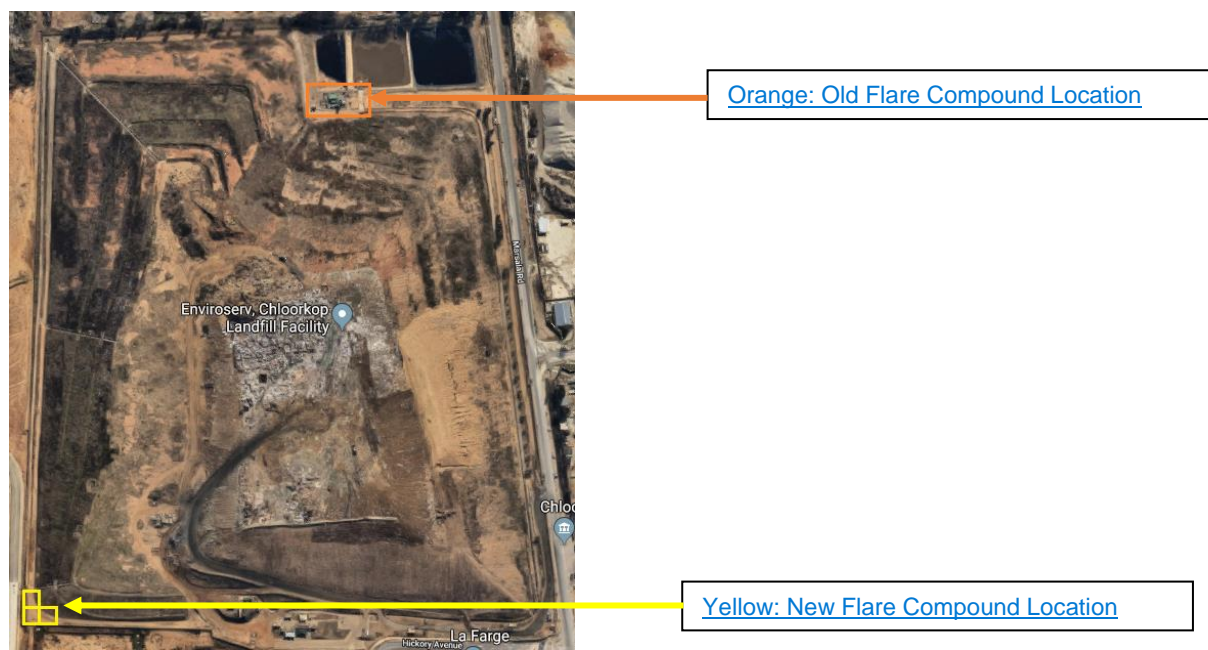 Orange: Old Flare Compound Location
Marsala Rd
Enviroserv, Chloorkop
Landfill Facility
Chloo
Yellow: New Flare Compound Location
La Farge
Hickory Avenue